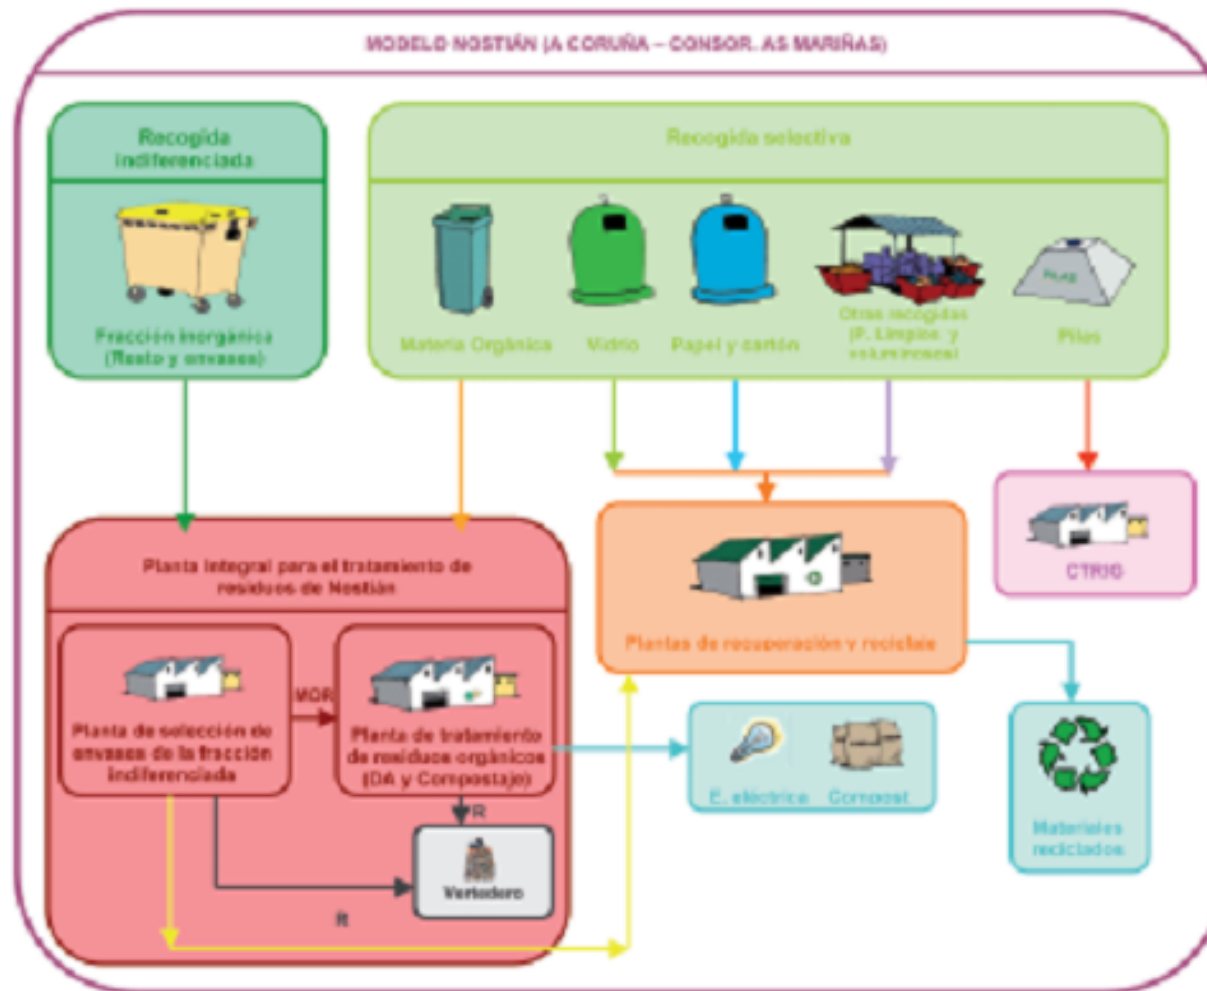 MODELO NOSTIÁN (A CORUÑA – CONSOR. AS MARIÑAS)
Recogida
indiferenciada
Fracción inorgánica
(Resto y envases)
Recogida selectiva
Materia Orgánica
Vidrio
Papel y cartón
Otras recogidas
(P. Limpios y
voluminosos)
PILAS
Pilas
Planta integral para el tratamiento de
residuos de Nostián
Planta de selección de
envases de la fracción
indiferenciada
MOR
Planta de tratamiento
de residuos orgánicos
(DA y Compostaje)
R
Vertedero
R
Plantas de recuperación y reciclaje
CTRIG
E. eléctrica
Compost
Materiales
reciclados